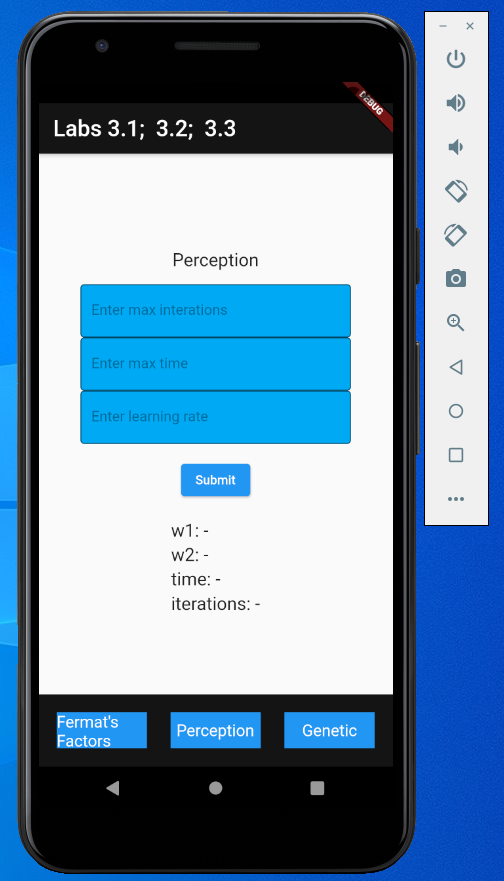 DEBUG
Labs 3.1;  3.2;  3.3
Perception
Enter max interations
Enter max time
Enter learning rate
Submit
w1: -
w2: -
time: -
iterations: -
Fermat's
Factors
Perception
Genetic